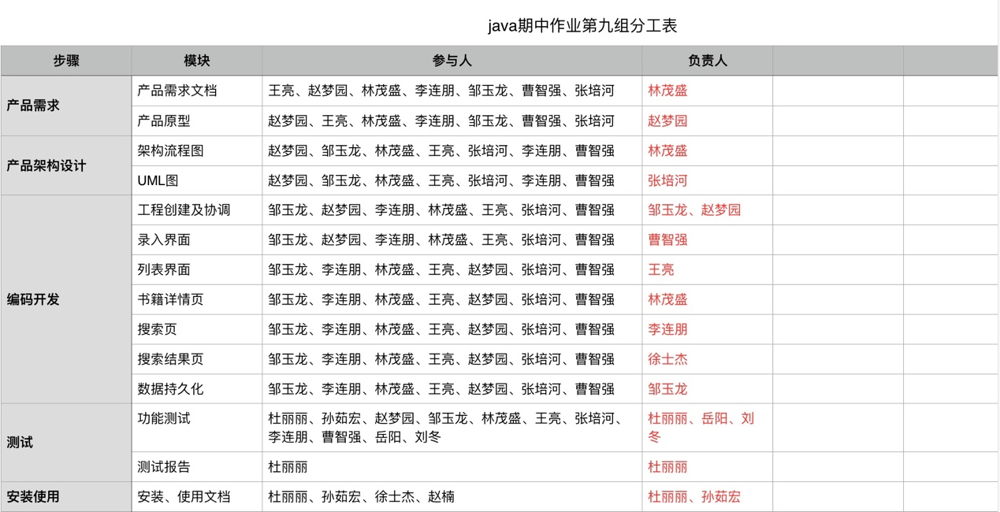 java期中作业第九组分工表
步骤 模块 参与人 负责人
产品需求 产品需求文档 王亮、赵梦园、林茂盛、李连朋、邹玉龙、曹智强、张培河 林茂盛
产品原型 赵梦园、王亮、林茂盛、李连朋、邹玉龙、曹智强、张培河 赵梦园
产品架构设计 架构流程图 赵梦园、邹玉龙、林茂盛、王亮、张培河、李连朋、曹智强 林茂盛
UML图 赵梦园、邹玉龙、林茂盛、王亮、张培河、李连朋、曹智强 张培河
编码开发 工程创建及协调 邹玉龙、赵梦园、李连朋、林茂盛、王亮、张培河、曹智强 邹玉龙、赵梦园
录入界面 邹玉龙、赵梦园、李连朋、林茂盛、王亮、张培河、曹智强 曹智强
列表界面 邹玉龙、李连朋、林茂盛、王亮、赵梦园、张培河、曹智强 王亮
书籍详情页 邹玉龙、李连朋、林茂盛、王亮、赵梦园、张培河、曹智强 林茂盛
搜索页 邹玉龙、李连朋、林茂盛、王亮、赵梦园、张培河、曹智强 李连朋
搜索结果页 邹玉龙、李连朋、林茂盛、王亮、赵梦园、张培河、曹智强 徐士杰
数据持久化 邹玉龙、李连朋、林茂盛、王亮、赵梦园、张培河、曹智强 邹玉龙
测试 功能测试 杜丽丽、孙茹宏、赵梦园、邹玉龙、林茂盛、王亮、张培河、 杜丽丽、岳阳、刘
李连朋、曹智强、岳阳、刘冬 冬
测试报告 杜丽丽 杜丽丽
安装使用 安装、使用文档 杜丽丽、孙茹宏、徐士杰、赵楠 杜丽丽、孙茹宏